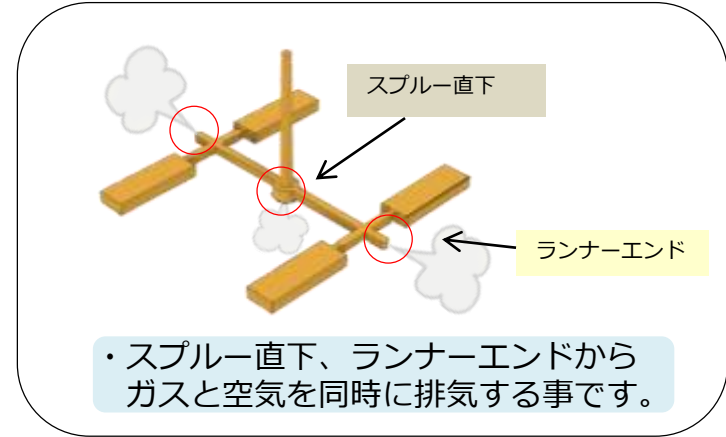 スプルー直下
ランナーエンド
・スプルー直下、ランナーエンドから
ガスと空気を同時に排気する事です。